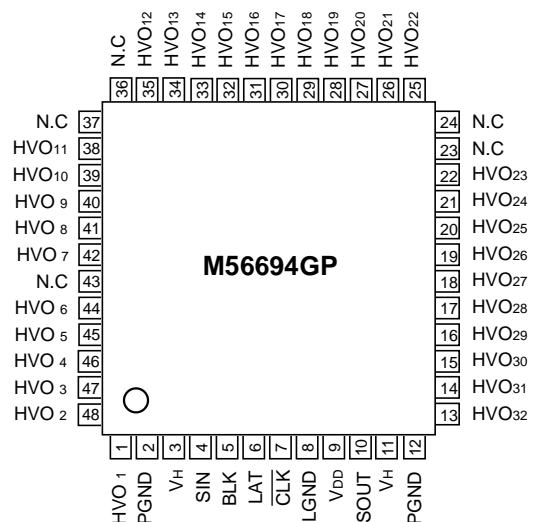 N.C
HVO12
HVO13
HVO14
HVO15
HVO16
HVO17
HVO18
HVO19
HVO20
HVO21
HVO22
36
35
34
33
32
31
30
29
28
27
26
25
N.C 37
HVO11 38
HVO10 39
HVO 9 40
HVO 8 41
HVO 7 42
N.C 43
HVO 6 44
HVO 5 45
HVO 4 46
HVO 3 47
HVO 2 48
M56694GP
24 N.C
23 N.C
22 HVO23
21 HVO24
20 HVO25
19 HVO26
18 HVO27
17 HVO28
16 HVO29
15 HVO30
14 HVO31
13 HVO32
1
2
3
4
5
6
7
8
9
10
11
12
HVO 1
PGND
VH
SIN
BLK
LAT
CLK
LGND
VDD
SOUT
VH
PGND